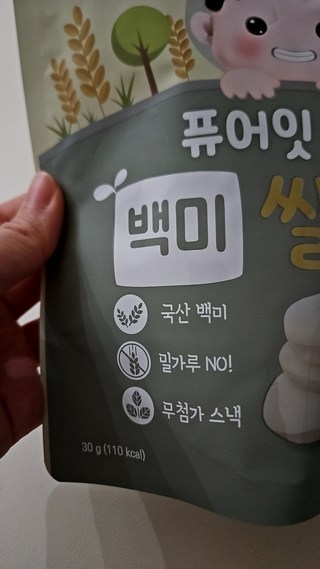 퓨어잇
백미
쌀
국산 백미
밀가루 NO!
무첨가 스낵
30 g (110 kcal)